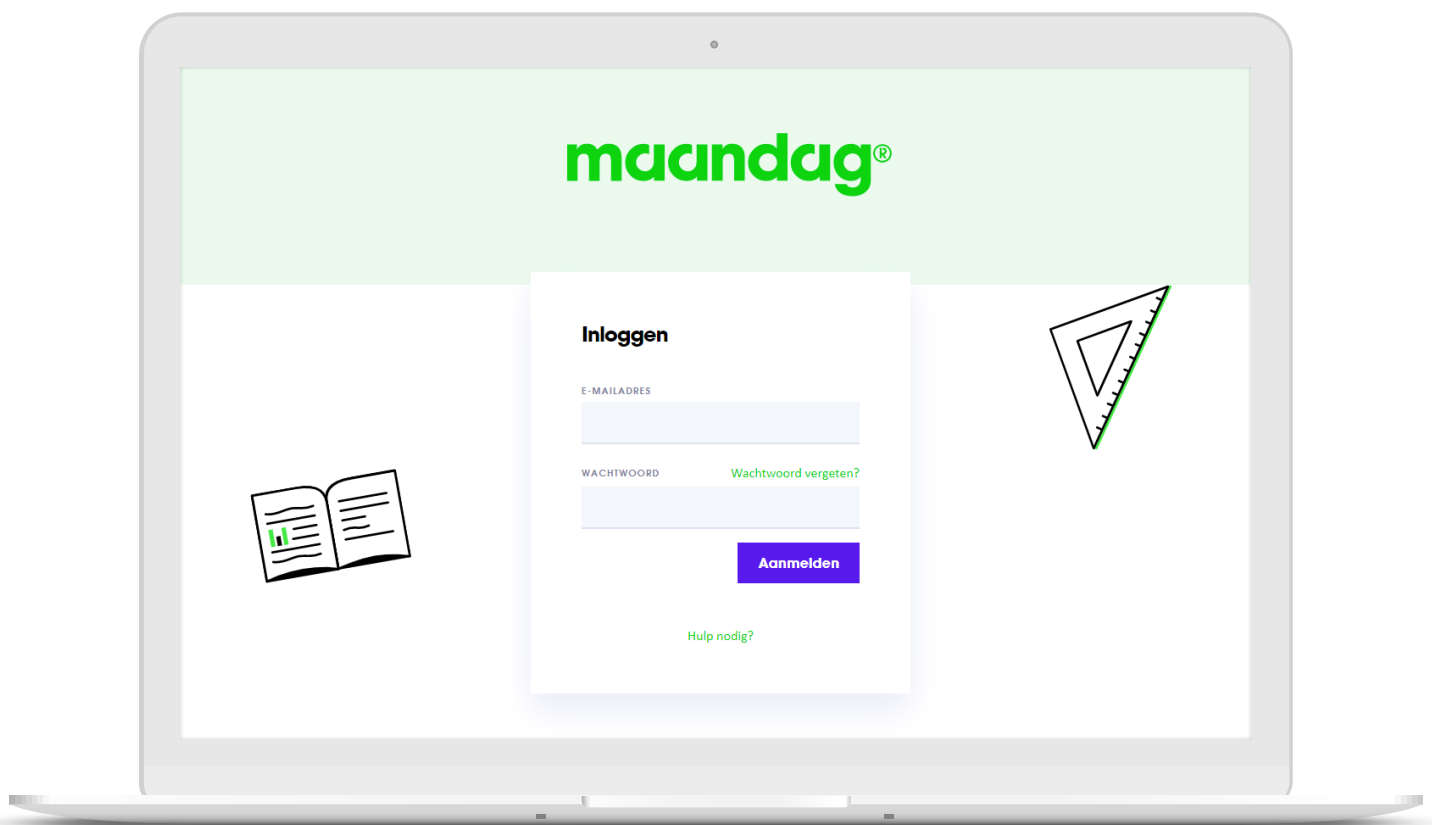 maandag®
Inloggen
E-MAILADRES
WACHTWOORD Wachtwoord vergeten?
Aanmelden
Hulp nodig?